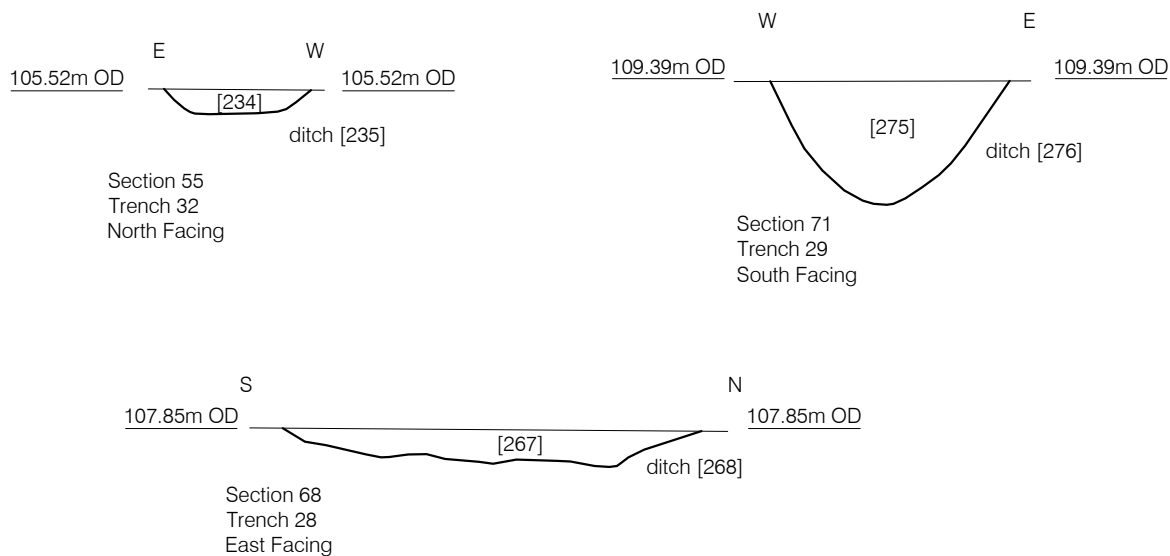 E W
105.52m OD 105.52m OD
[234]
ditch [235]
Section 55
Trench 32
North Facing
W E
109.39m OD 109.39m OD
[275]
ditch [276]
Section 71
Trench 29
South Facing
S N
107.85m OD 107.85m OD
[267]
ditch [268]
Section 68
Trench 28
East Facing